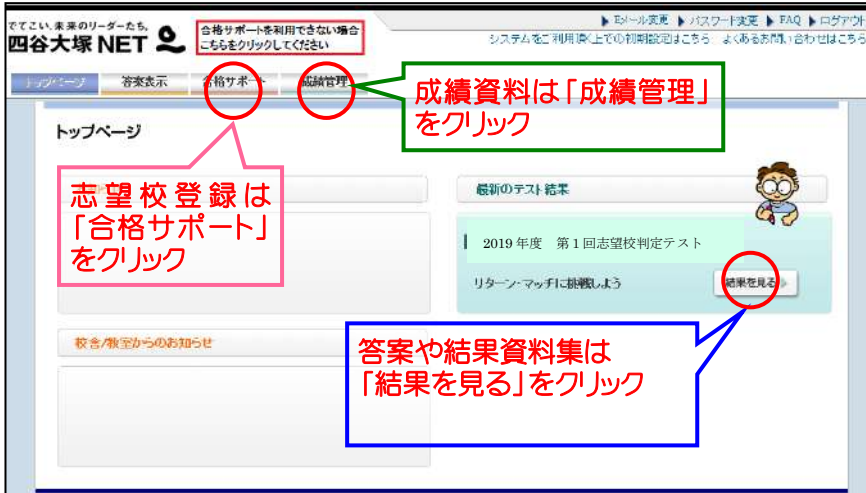 でてこい、未来のリーダーたち。
四谷大塚 NET
合格サポートを利用できない場合
こちらをクリックしてください
▶ Eメール変更 ▶ パスワード変更 ▶ FAQ ▶ ログアウト
システムをご利用頂く上での初期設定はこちら よくあるお問い合わせはこちら
トップページ 答案表示 合格サポート 成績管理
成績資料は「成績管理」
をクリック
トップページ
志望校登録は
「合格サポート」
をクリック
最新のテスト結果
2019 年度 第1回志望校判定テスト
リターン・マッチに挑戦しよう
結果を見る
校舎/教室からのお知らせ
答案や結果資料集は
「結果を見る」をクリック